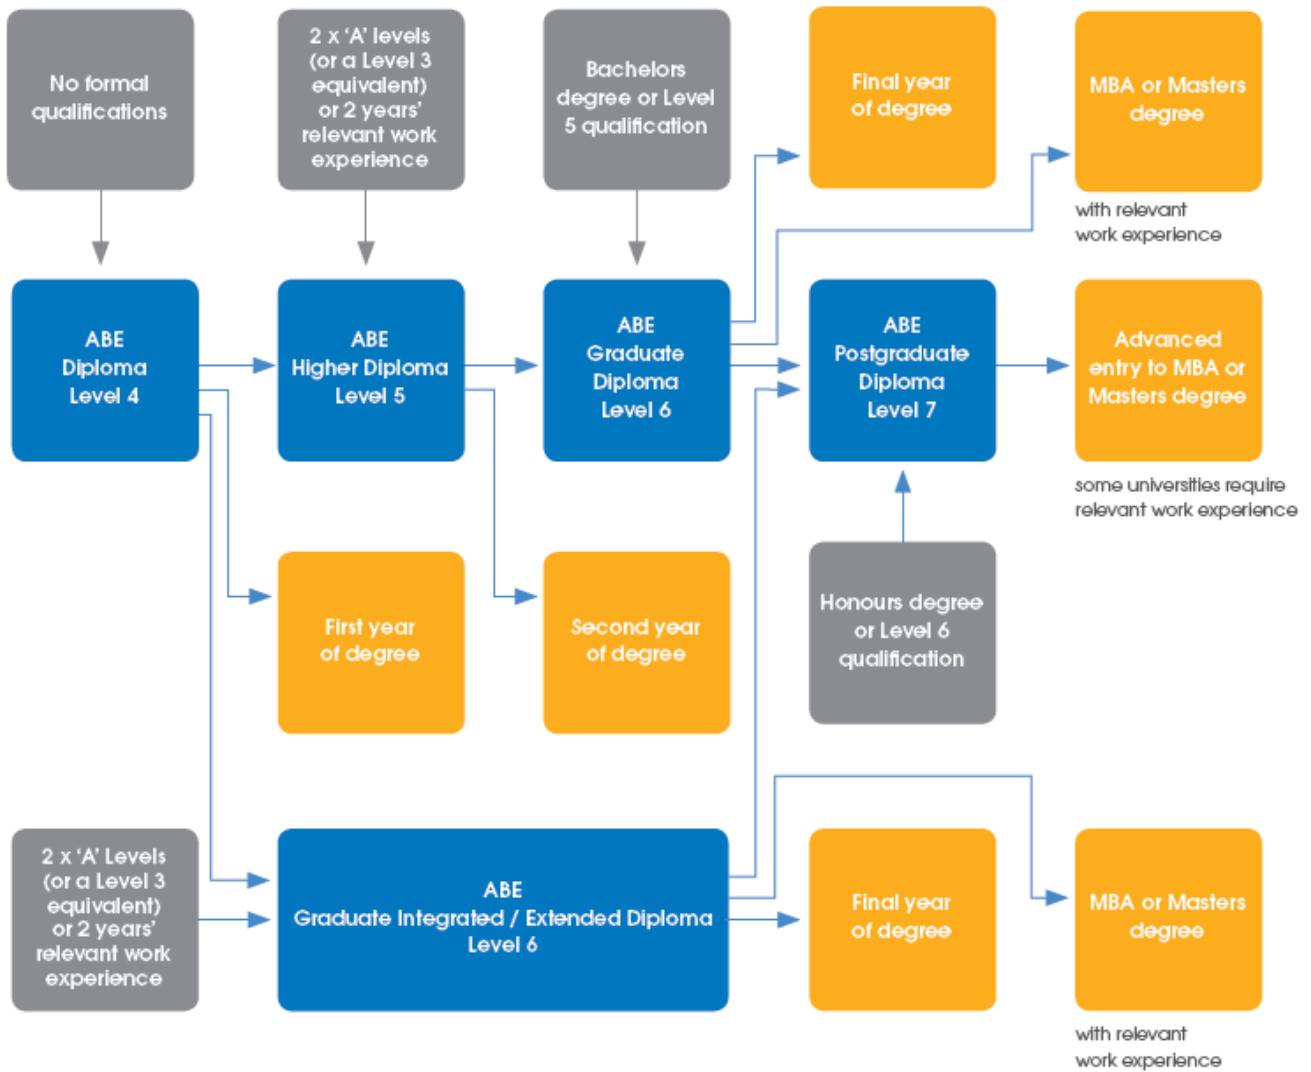 No formal
qualifications
2 x ‘A’ levels
(or a Level 3
equivalent)
or 2 years’
relevant work
experience
Bachelors
degree or Level
5 qualification
Final year
of degree
MBA or Masters
degree
with relevant
work experience
ABE
Diploma
Level 4
ABE
Higher Diploma
Level 5
ABE
Graduate
Diploma
Level 6
ABE
Postgraduate
Diploma
Level 7
Advanced
entry to MBA or
Masters degree
some universities require
relevant work experience
First year
of degree
Second year
of degree
Honours degree
or Level 6
qualification
2 x ‘A’ Levels
(or a Level 3
equivalent)
or 2 years’
relevant work
experience
ABE
Graduate Integrated / Extended Diploma
Level 6
Final year
of degree
MBA or Masters
degree
with relevant
work experience